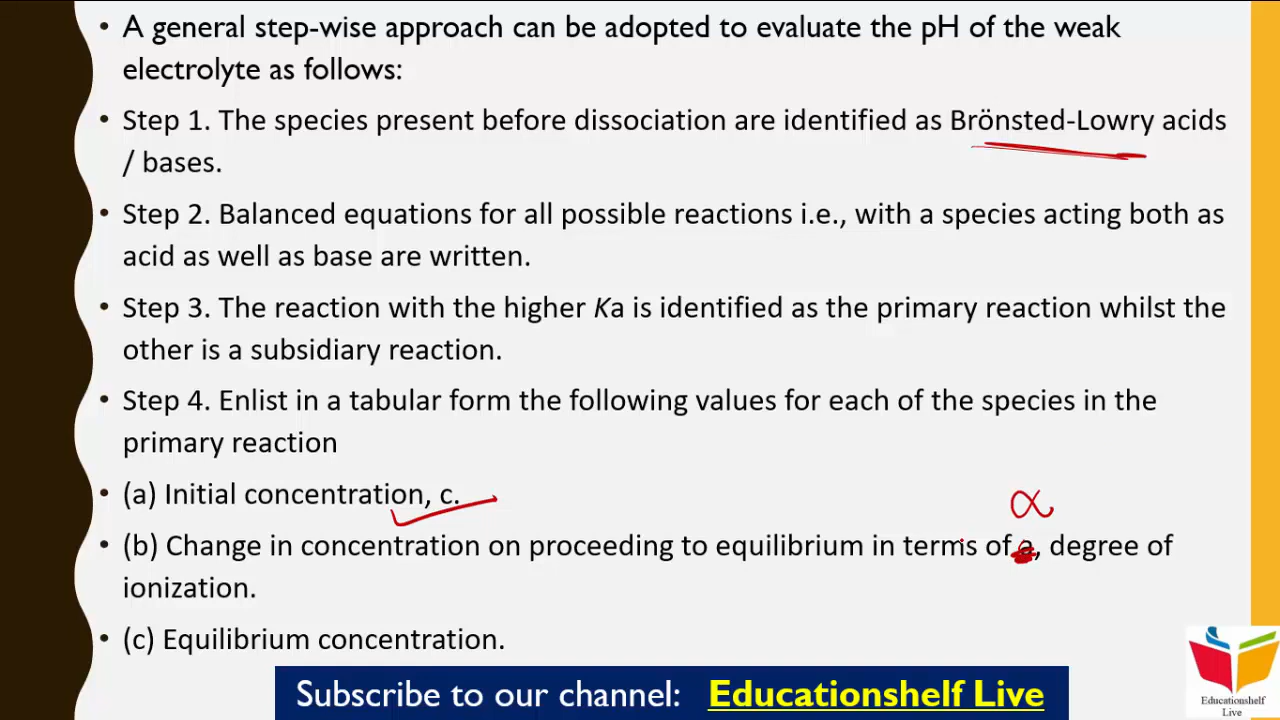 • A general step-wise approach can be adopted to evaluate the pH of the weak
electrolyte as follows:
• Step 1. The species present before dissociation are identified as Brönsted-Lowry acids
/ bases.
• Step 2. Balanced equations for all possible reactions i.e., with a species acting both as
acid as well as base are written.
• Step 3. The reaction with the higher Ka is identified as the primary reaction whilst the
other is a subsidiary reaction.
• Step 4. Enlist in a tabular form the following values for each of the species in the
primary reaction
• (a) Initial concentration, c.
α
• (b) Change in concentration on proceeding to equilibrium in terms of , degree of
ionization.
• (c) Equilibrium concentration.
Subscribe to our channel: Educationshelf Live
Educationshelf
Live